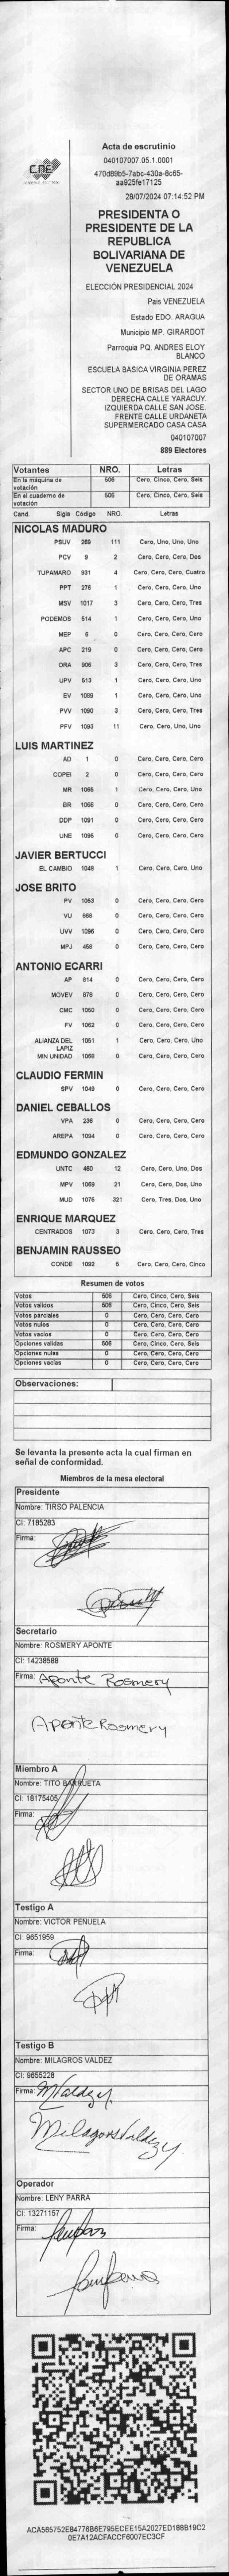 CNE
Acta de escrutinio
040107007.05.1.0001
470d89b5-7abc-430a-8c65-
aa925fe17125
28/07/2024 07:14:52 PM
PRESIDENTA O
PRESIDENTE DE LA
REPUBLICA
BOLIVARIANA DE
VENEZUELA
ELECCIÓN PRESIDENCIAL 2024
Pais VENEZUELA
Estado EDO. ARAGUA
Municipio MP. GIRARDOT
Parroquia PQ. ANDRES ELOY
BLANCO
ESCUELA BASICA VIRGINIA PEREZ
DE ORAMAS
SECTOR UNO DE BRISAS DEL LAGO
DERECHA CALLE YARACUY.
IZQUIERDA CALLE SAN JOSE.
FRENTE CALLE URDANETA
SUPERMERCADO CASA CASA
040107007
889 Electores
Votantes NRO. Letras
En la máquina de votación 506 Cero, Cinco, Cero, Seis
En el cuaderno de votación 506 Cero, Cinco, Cero, Seis
Cand. Sigla Código NRO. Letras
NICOLAS MADURO
PSUV 269 111 Cero, Uno, Uno, Uno
PCV 9 2 Cero, Cero, Cero, Dos
TUPAMARO 931 4 Cero, Cero, Cero, Cuatro
PPT 276 1 Cero, Cero, Cero, Uno
MSV 1017 3 Cero, Cero, Cero, Tres
PODEMOS 514 1 Cero, Cero, Cero, Uno
MEP 6 0 Cero, Cero, Cero, Cero
APC 219 0 Cero, Cero, Cero, Cero
ORA 906 3 Cero, Cero, Cero, Tres
UPV 513 1 Cero, Cero, Cero, Uno
EV 1089 1 Cero, Cero, Cero, Uno
PVV 1090 3 Cero, Cero, Cero, Tres
PFV 1093 11 Cero, Cero, Uno, Uno
LUIS MARTINEZ
AD 1 0 Cero, Cero, Cero, Cero
COPEI 2 0 Cero, Cero, Cero, Cero
MR 1065 1 Cero, Cero, Cero, Uno
BR 1066 0 Cero, Cero, Cero, Cero
DDP 1091 0 Cero, Cero, Cero, Cero
UNE 1095 0 Cero, Cero, Cero, Cero
JAVIER BERTUCCI
EL CAMBIO 1048 1 Cero, Cero, Cero, Uno
JOSE BRITO
PV 1053 0 Cero, Cero, Cero, Cero
VU 868 0 Cero, Cero, Cero, Cero
UVV 1096 0 Cero, Cero, Cero, Cero
MPJ 458 0 Cero, Cero, Cero, Cero
ANTONIO ECARRI
AP 814 0 Cero, Cero, Cero, Cero
MOVEV 876 0 Cero, Cero, Cero, Cero
CMC 1050 0 Cero, Cero, Cero, Cero
FV 1062 0 Cero, Cero, Cero, Cero
ALIANZA DEL LAPIZ 1051 1 Cero, Cero, Cero, Uno
MIN UNIDAD 1068 0 Cero, Cero, Cero, Cero
CLAUDIO FERMIN
SPV 1049 0 Cero, Cero, Cero, Cero
DANIEL CEBALLOS
VPA 236 0 Cero, Cero, Cero, Cero
AREPA 1094 0 Cero, Cero, Cero, Cero
EDMUNDO GONZALEZ
UNTC 460 12 Cero, Cero, Uno, Dos
MPV 1069 21 Cero, Cero, Dos, Uno
MUD 1076 321 Cero, Tres, Dos, Uno
ENRIQUE MARQUEZ
CENTRADOS 1073 3 Cero, Cero, Cero, Tres
BENJAMIN RAUSSEO
CONDE 1092 5 Cero, Cero, Cero, Cinco
Resumen de votos
Votos 506 Cero, Cinco, Cero, Seis
Votos validos 506 Cero, Cinco, Cero, Seis
Votos parciales 0 Cero, Cero, Cero, Cero
Votos nulos 0 Cero, Cero, Cero, Cero
Votos vacios 0 Cero, Cero, Cero, Cero
Opciones validas 506 Cero, Cinco, Cero, Seis
Opciones nulas 0 Cero, Cero, Cero, Cero
Opciones vacias 0 Cero, Cero, Cero, Cero
Observaciones:
Se levanta la presente acta la cual firman en
señal de conformidad.
Miembros de la mesa electoral
Presidente
Nombre: TIRSO PALENCIA
CI: 7185283
Firma:
Secretario
Nombre: ROSMERY APONTE
CI: 14238588
Firma: Aponte Rosmery
Aponte Rosmery
Miembro A
Nombre: TITO BARRUETA
CI: 16175405
Firma:
Testigo A
Nombre: VICTOR PEÑUELA
CI: 9651959
Firma:
Testigo B
Nombre: MILAGROS VALDEZ
CI: 9655228
Firma: MValdez
Milagros Valdez
Operador
Nombre: LENY PARRA
CI: 13271157
Firma:
ACA565752E84776B6E795ECEE15A2027ED188B19C2
0E7A12ACFACCF6007EC3CF